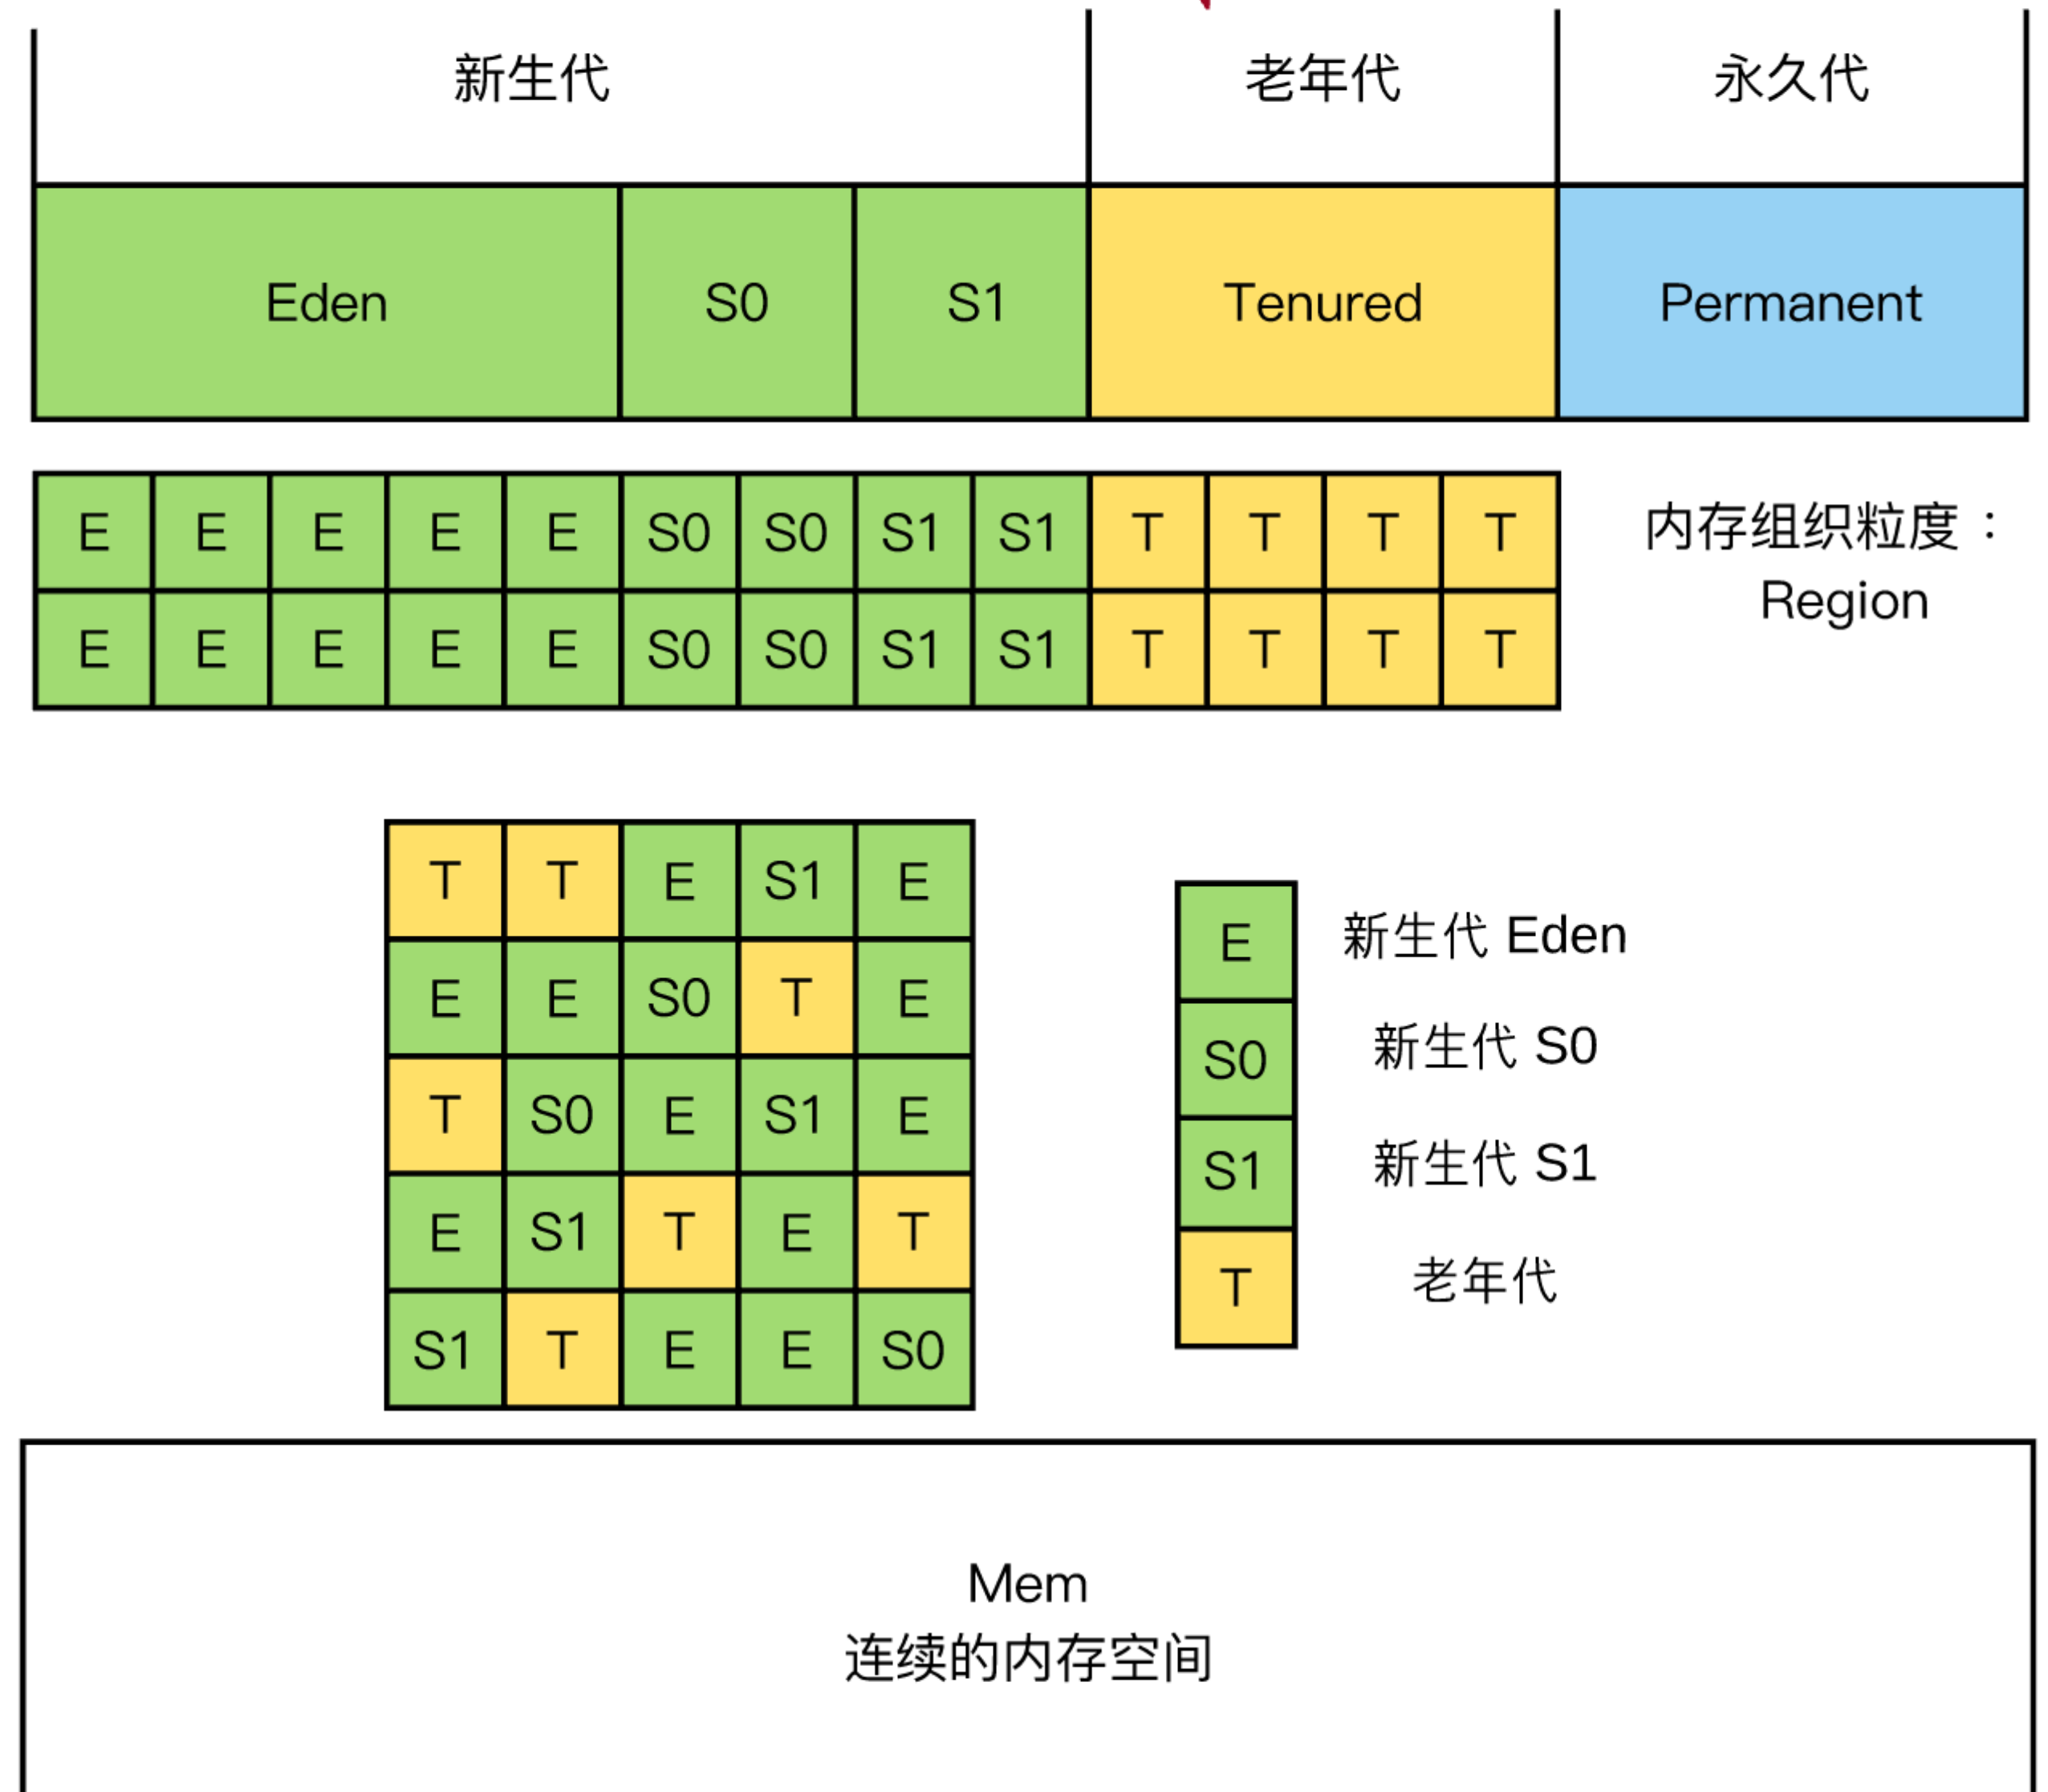 新生代 老年代 永久代
Eden S0 S1 Tenured Permanent
E E E E E S0 S0 S1 S1 T T T T
E E E E E S0 S0 S1 S1 T T T T
内存组织粒度：
Region
T T E S1 E
E E S0 T E
T S0 E S1 E
E S1 T E T
S1 T E E S0
E 新生代 Eden
S0 新生代 S0
S1 新生代 S1
T 老年代
Mem
连续的内存空间